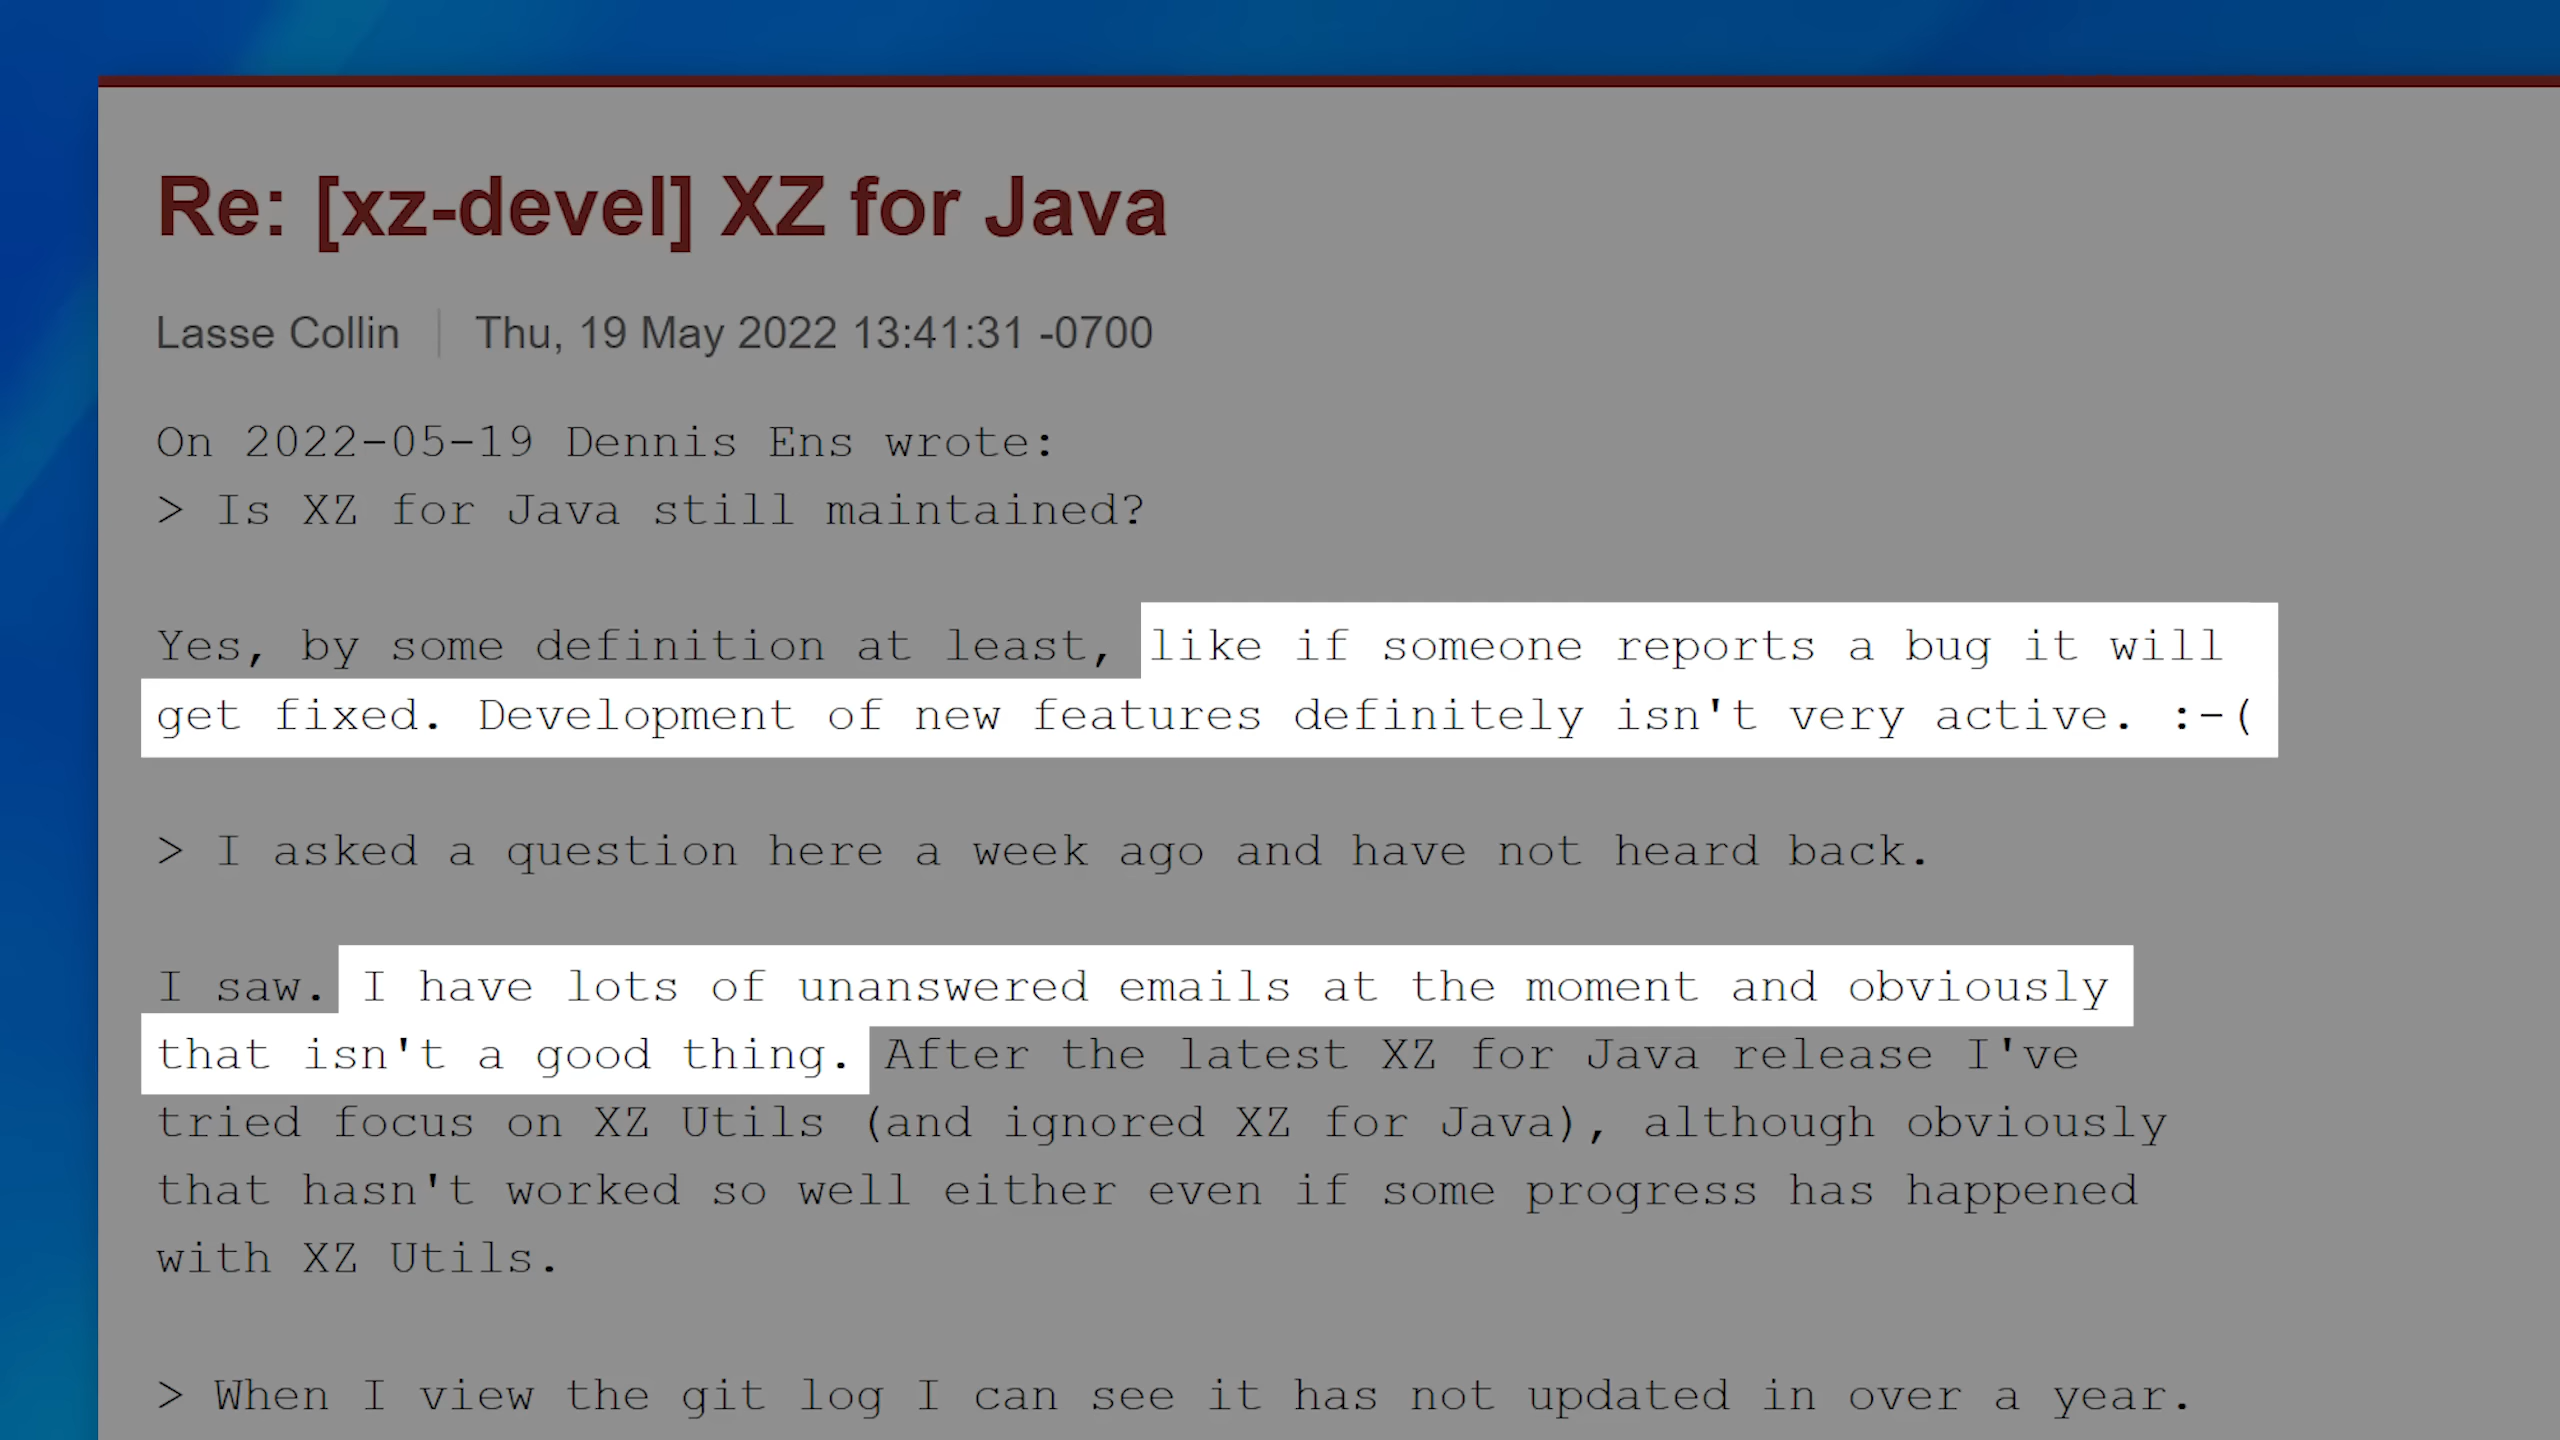 Re: [xz-devel] XZ for Java
Lasse Collin | Thu, 19 May 2022 13:41:31 -0700
On 2022-05-19 Dennis Ens wrote:
> Is XZ for Java still maintained?
Yes, by some definition at least, like if someone reports a bug it will
get fixed. Development of new features definitely isn't very active. :-(
> I asked a question here a week ago and have not heard back.
I saw. I have lots of unanswered emails at the moment and obviously
that isn't a good thing. After the latest XZ for Java release I've
tried focus on XZ Utils (and ignored XZ for Java), although obviously
that hasn't worked so well either even if some progress has happened
with XZ Utils.
> When I view the git log I can see it has not updated in over a year.